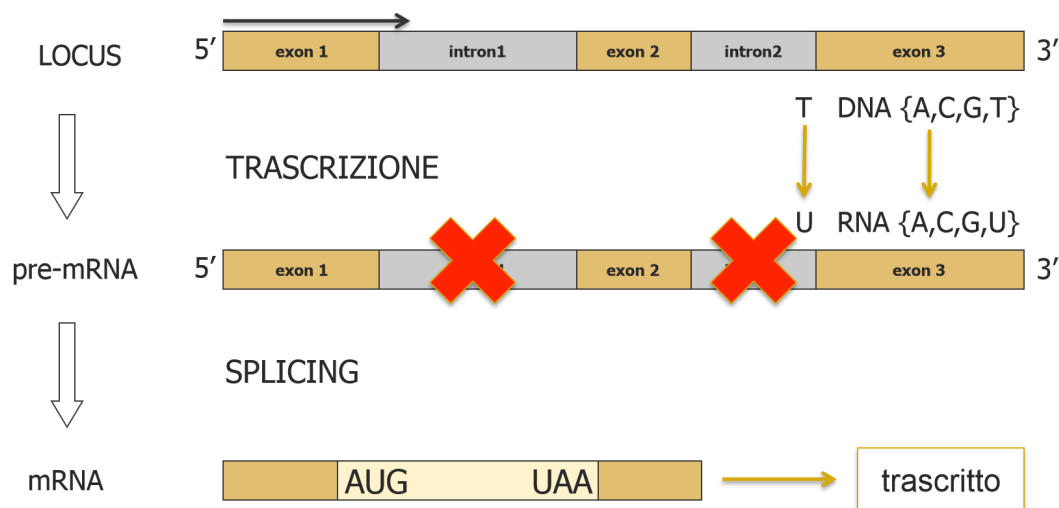 LOCUS
5’ exon 1 intron1 exon 2 intron2 exon 3 3’
T DNA {A,C,G,T}
TRASCRIZIONE
U RNA {A,C,G,U}
pre-mRNA 5’ exon 1 exon 2 exon 3 3’
SPLICING
mRNA AUG UAA trascritto